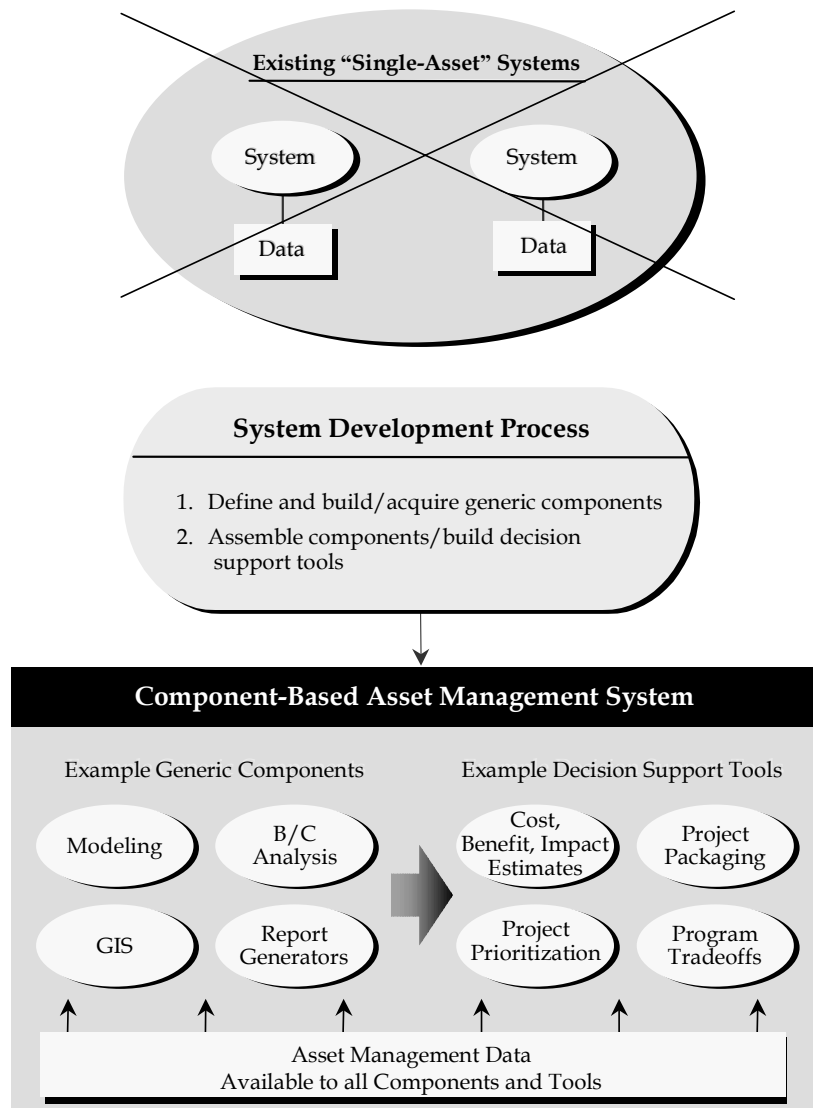 Existing “Single-Asset” Systems
System
System
Data
Data
System Development Process
1. Define and build/acquire generic components
2. Assemble components/build decision
support tools
Component-Based Asset Management System
Example Generic Components
Example Decision Support Tools
Modeling
B/C
Analysis
Cost,
Benefit, Impact
Estimates
Project
Packaging
GIS
Report
Generators
Project
Prioritization
Program
Tradeoffs
Asset Management Data
Available to all Components and Tools